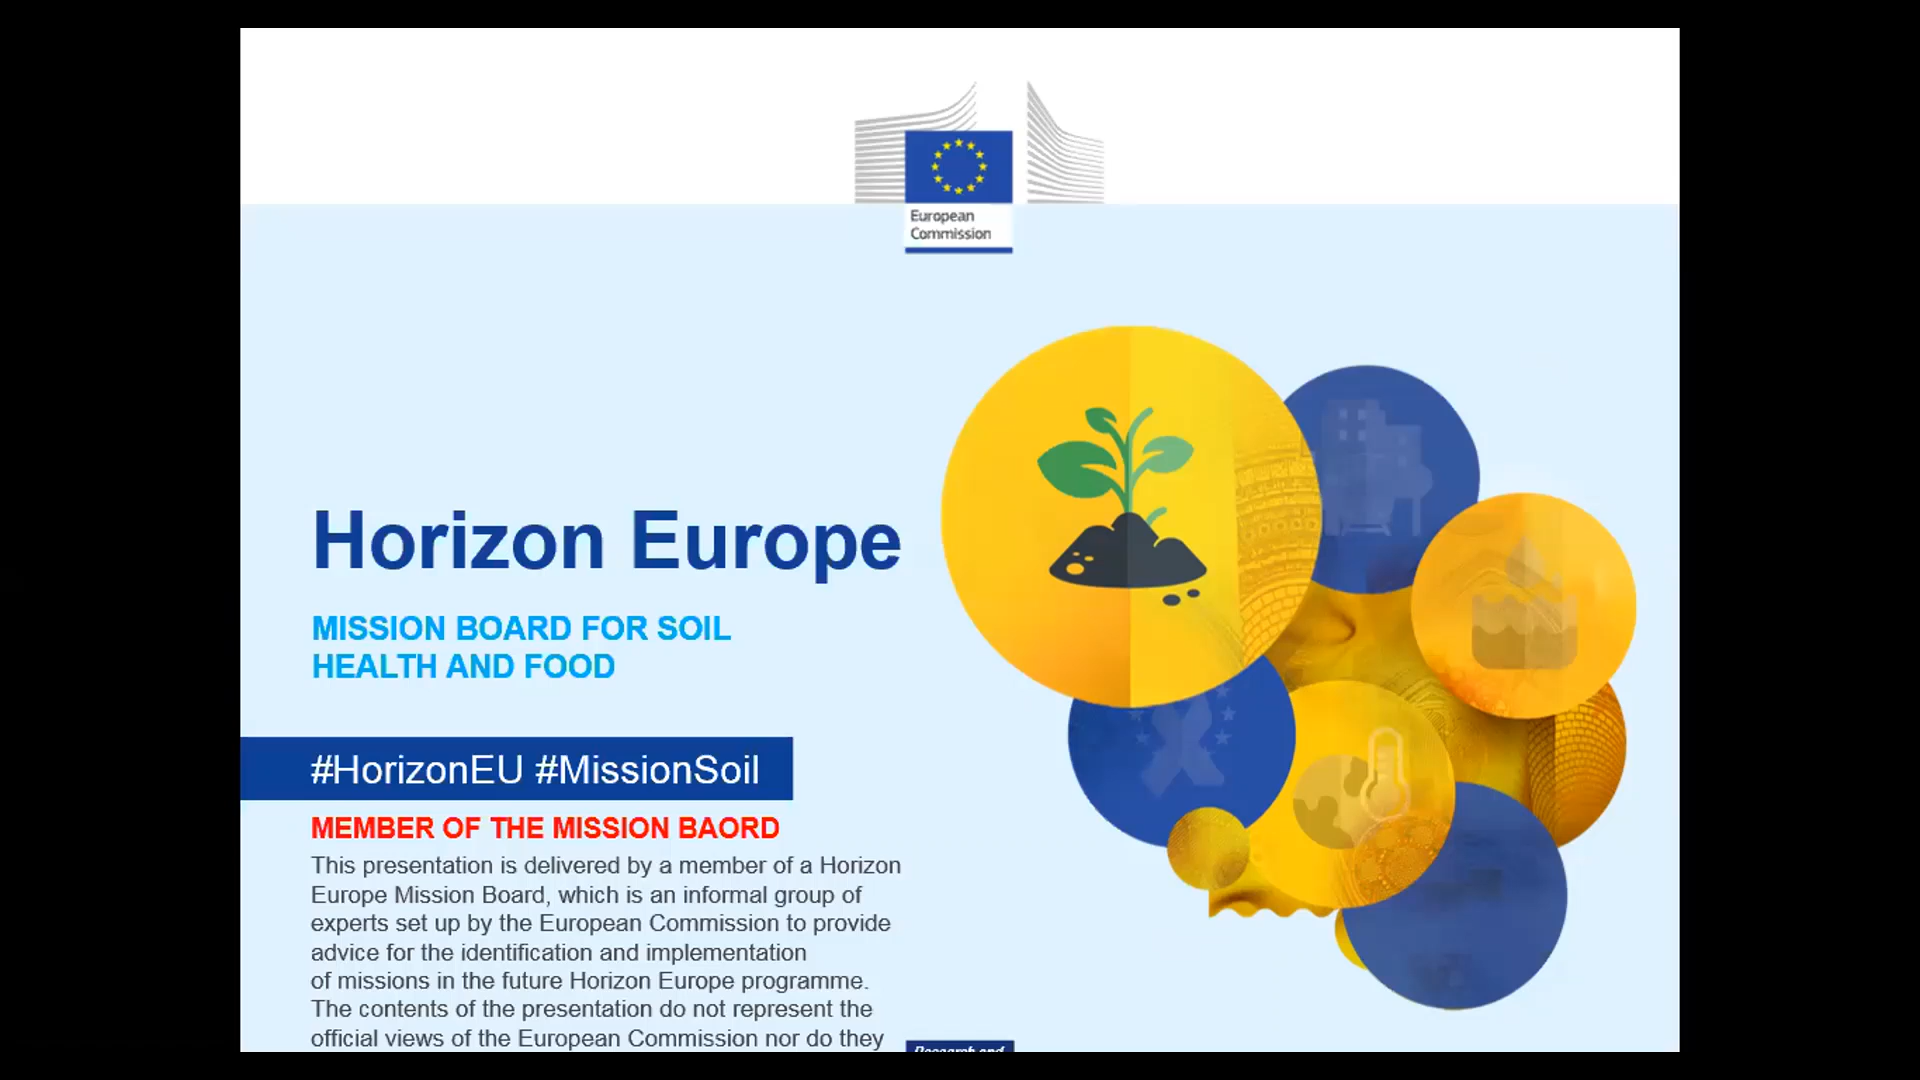 European
Commission
Horizon Europe
MISSION BOARD FOR SOIL
HEALTH AND FOOD
#HorizonEU #MissionSoil
MEMBER OF THE MISSION BAORD
This presentation is delivered by a member of a Horizon
Europe Mission Board, which is an informal group of
experts set up by the European Commission to provide
advice for the identification and implementation
of missions in the future Horizon Europe programme.
The contents of the presentation do not represent the
official views of the European Commission nor do they
Research and